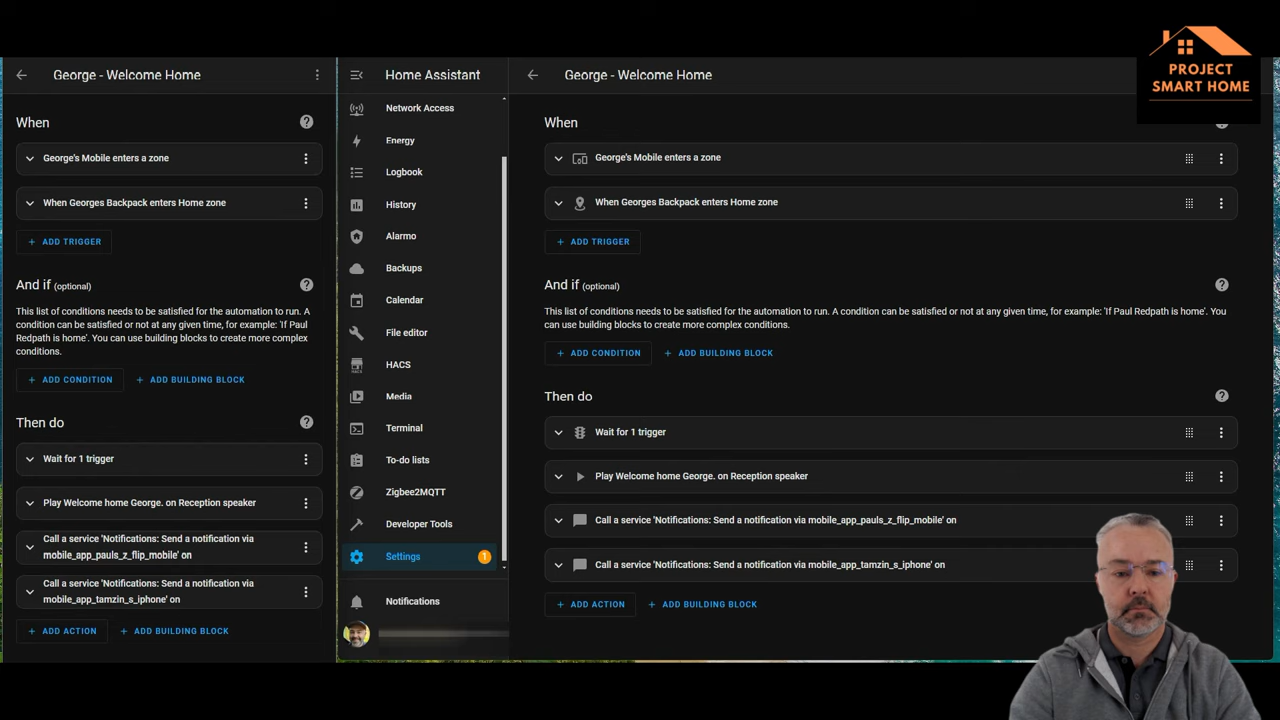 George - Welcome Home
When
George's Mobile enters a zone
When Georges Backpack enters Home zone
+ ADD TRIGGER
And if (optional)
This list of conditions needs to be satisfied for the automation to run. A
condition can be satisfied or not at any given time, for example: 'If Paul
Redpath is home'. You can use building blocks to create more complex
conditions.
+ ADD CONDITION + ADD BUILDING BLOCK
Then do
Wait for 1 trigger
Play Welcome home George. on Reception speaker
Call a service 'Notifications: Send a notification via
mobile_app_pauls_z_flip_mobile' on
Call a service 'Notifications: Send a notification via
mobile_app_tamzin_s_iphone' on
+ ADD ACTION + ADD BUILDING BLOCK
Home Assistant
Network Access
Energy
Logbook
History
Alarmo
Backups
Calendar
File editor
HACS
HACS
Media
Terminal
To-do lists
Zigbee2MQTT
Developer Tools
Settings 1
Notifications
George - Welcome Home
When
George's Mobile enters a zone
When Georges Backpack enters Home zone
+ ADD TRIGGER
And if (optional)
This list of conditions needs to be satisfied for the automation to run. A condition can be satisfied or not at any given time, for example: 'If Paul Redpath is home'. You
can use building blocks to create more complex conditions.
+ ADD CONDITION + ADD BUILDING BLOCK
Then do
Wait for 1 trigger
Play Welcome home George. on Reception speaker
Call a service 'Notifications: Send a notification via mobile_app_pauls_z_flip_mobile' on
Call a service 'Notifications: Send a notification via mobile_app_tamzin_s_iphone' on
+ ADD ACTION + ADD BUILDING BLOCK
PROJECT
SMART HOME